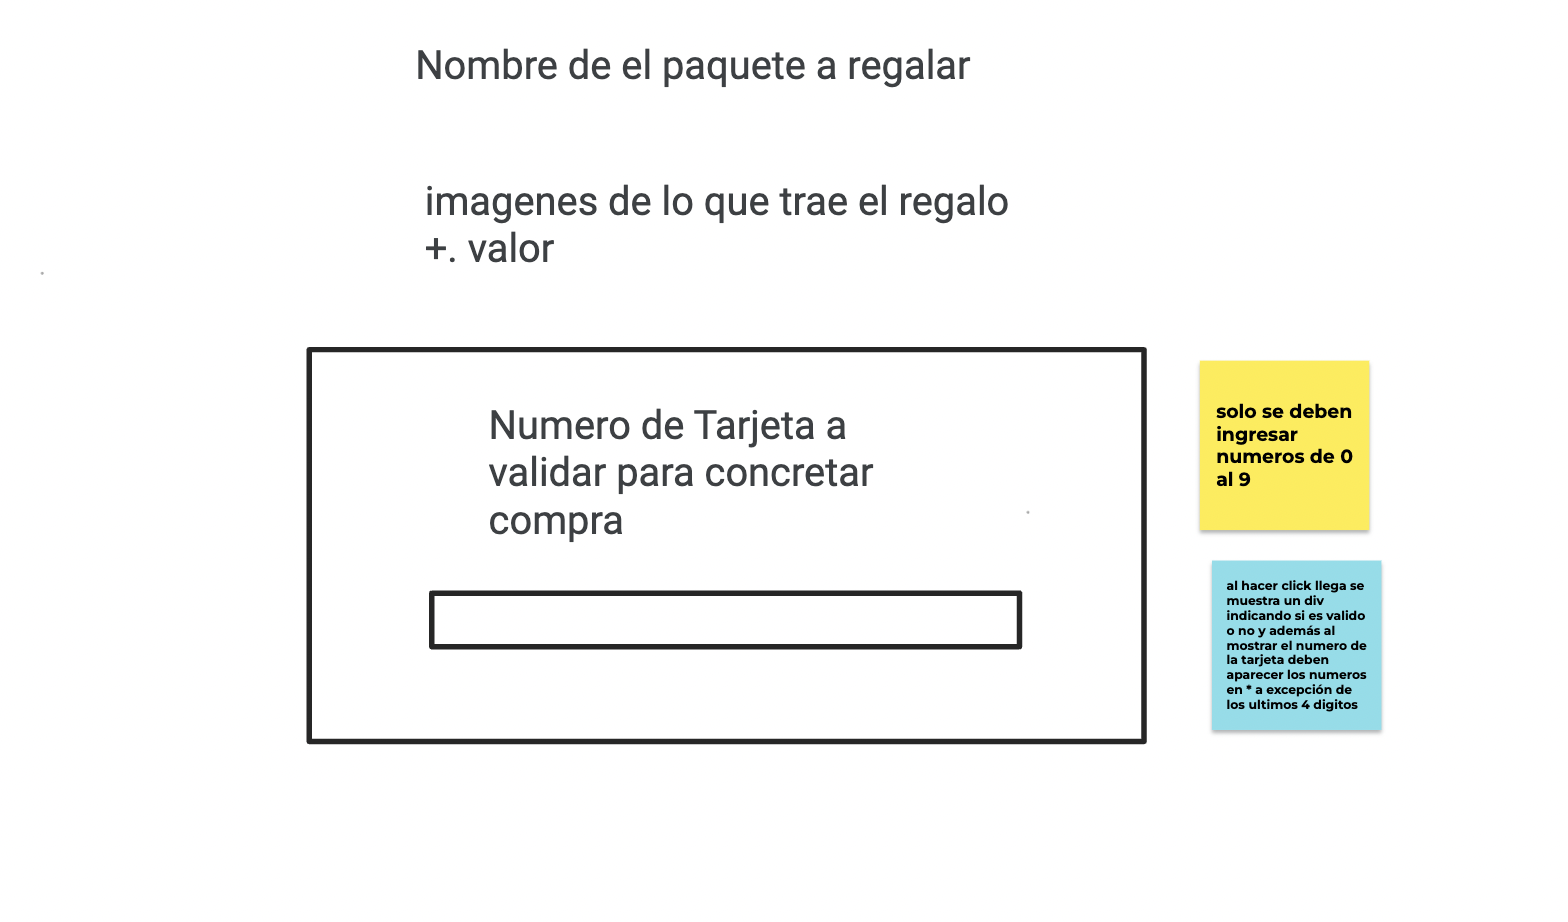 Nombre de el paquete a regalar
imagenes de lo que trae el regalo
+. valor
Numero de Tarjeta a
validar para concretar
compra
solo se deben
ingresar
numeros de 0
al 9
al hacer click llega se
muestra un div
indicando si es valido
o no y además al
mostrar el numero de
la tarjeta deben
aparecer los numeros
en * a excepción de
los ultimos 4 digitos